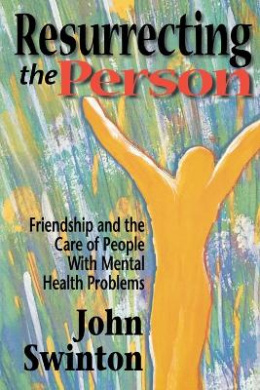 Resurrecting
the Person
Friendship and the
Care of People
With Mental
Health Problems
John
Swinton